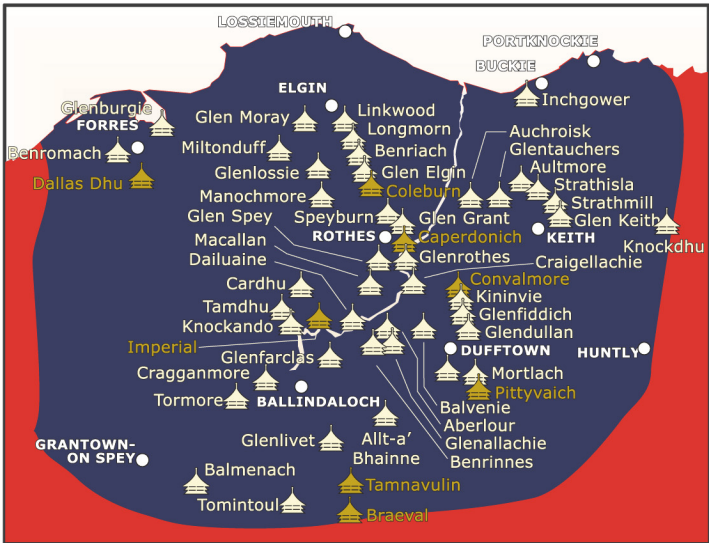 LOSSIEMOUTH
PORTKNOCKIE
BUCKIE
ELGIN
Inchgower
Glenburgie
FORRES
Glen Moray
Linkwood
Longmorn
Auchroisk
Benromach
Miltonduff
Benriach
Glentauchers
Dallas Dhu
Glenlossie
Glen Elgin
Aultmore
Coleburn
Strathisla
Manochmore
Strathmill
Glen Spey
Speyburn
Glen Grant
Glen Keith
Macallan
ROTHES
Caperdonich
KEITH
Knockdhu
Dailuaine
Glenrothes
Craigellachie
Cardhu
Convalmore
Kininvie
Tamdhu
Glenfiddich
Knockando
Glendullan
Imperial
Glenfarclas
DUFFTOWN
HUNTLY
Cragganmore
Mortlach
Tormore
BALLINDALOCH
Pittyvaich
Balvenie
Aberlour
Glenlivet
Allt-a'
Bhainne
Glenallachie
Benrinnes
GRANTOWN-
ON SPEY
Balmenach
Tamnavulin
Tomintoul
Braeval